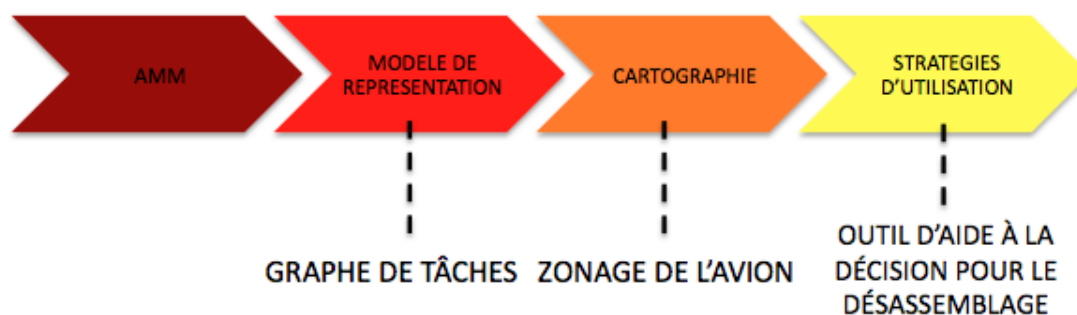 AMM
MODELE DE
REPRESENTATION
CARTOGRAPHIE
STRATEGIES
D'UTILISATION
GRAPHE DE TÂCHES
ZONAGE DE L'AVION
OUTIL D'AIDE À LA
DÉCISION POUR LE
DÉSASSEMBLAGE